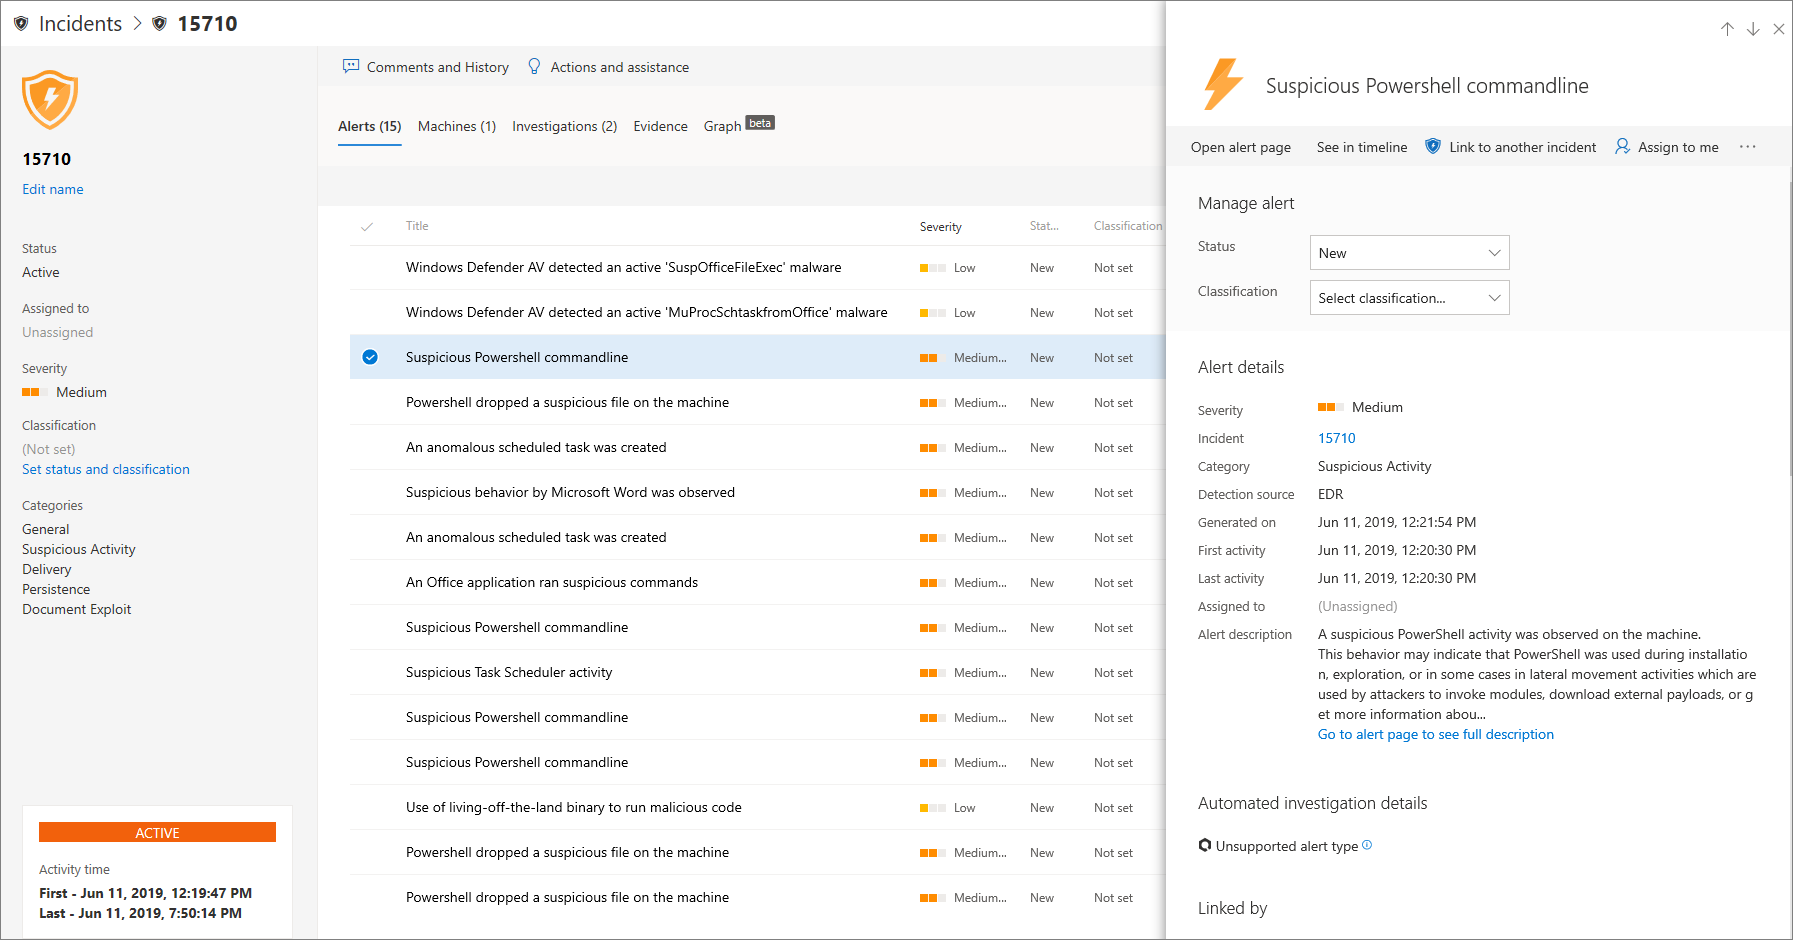 Incidents > 15710
15710
Edit name
Status
Active
Assigned to
Unassigned
Severity
Medium
Classification
(Not set)
Set status and classification
Categories
General
Suspicious Activity
Delivery
Persistence
Document Exploit
ACTIVE
Activity time
First - Jun 11, 2019, 12:19:47 PM
Last - Jun 11, 2019, 7:50:14 PM
Comments and History Actions and assistance
Alerts (15) Machines (1) Investigations (2) Evidence Graph beta
Title Severity Stat... Classification
Windows Defender AV detected an active 'SuspOfficeFileExec' malware Low New Not set
Windows Defender AV detected an active 'MuProcSchtaskfromOffice' malware Low New Not set
Suspicious Powershell commandline Medium... New Not set
Powershell dropped a suspicious file on the machine Medium... New Not set
An anomalous scheduled task was created Medium... New Not set
Suspicious behavior by Microsoft Word was observed Medium... New Not set
An anomalous scheduled task was created Medium... New Not set
An Office application ran suspicious commands Medium... New Not set
Suspicious Powershell commandline Medium... New Not set
Suspicious Task Scheduler activity Medium... New Not set
Suspicious Powershell commandline Medium... New Not set
Suspicious Powershell commandline Medium... New Not set
Use of living-off-the-land binary to run malicious code Low New Not set
Powershell dropped a suspicious file on the machine Medium... New Not set
Powershell dropped a suspicious file on the machine Medium... New Not set
Suspicious Powershell commandline
Open alert page See in timeline Link to another incident Assign to me ...
Manage alert
Status New
Classification Select classification...
Alert details
Severity Medium
Incident 15710
Category Suspicious Activity
Detection source EDR
Generated on Jun 11, 2019, 12:21:54 PM
First activity Jun 11, 2019, 12:20:30 PM
Last activity Jun 11, 2019, 12:20:30 PM
Assigned to (Unassigned)
Alert description A suspicious PowerShell activity was observed on the machine.
This behavior may indicate that PowerShell was used during installatio
n, exploration, or in some cases in lateral movement activities which are
used by attackers to invoke modules, download external payloads, or g
et more information abou...
Go to alert page to see full description
Automated investigation details
Unsupported alert type
Linked by